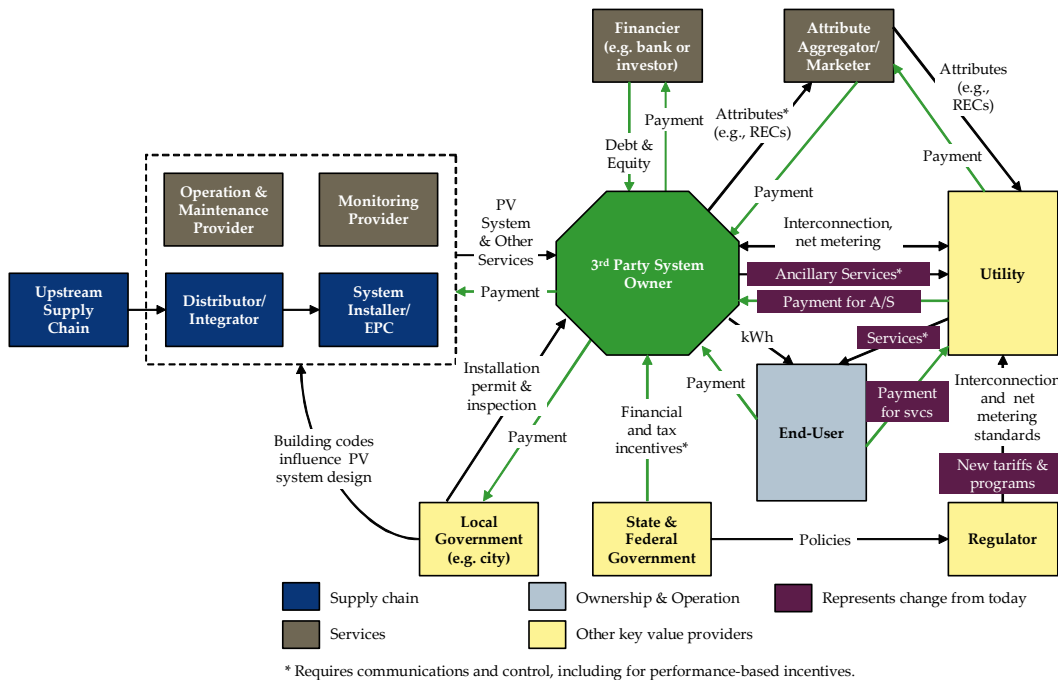 Financier
(e.g. bank or
investor)
Attribute
Aggregator/
Marketer
Attributes
(e.g., RECs)
Payment
Attributes*
(e.g., RECs)
Debt &
Equity
Payment
Payment
Operation &
Maintenance
Provider
Monitoring
Provider
PV
System
& Other
Services
Interconnection,
net metering
Upstream
Supply
Chain
Distributor/
Integrator
System
Installer/
EPC
Payment
3rd Party System
Owner
Ancillary Services*
Utility
Payment for A/S
kWh
Services*
Installation
permit &
inspection
Payment
Payment
for svcs
Interconnection
and net
metering
standards
Financial
and tax
incentives*
End-User
Payment
Building codes
influence PV
system design
New tariffs &
programs
Local
Government
(e.g. city)
State &
Federal
Government
Policies
Regulator
Supply chain
Ownership & Operation
Represents change from today
Services
Other key value providers
* Requires communications and control, including for performance-based incentives.